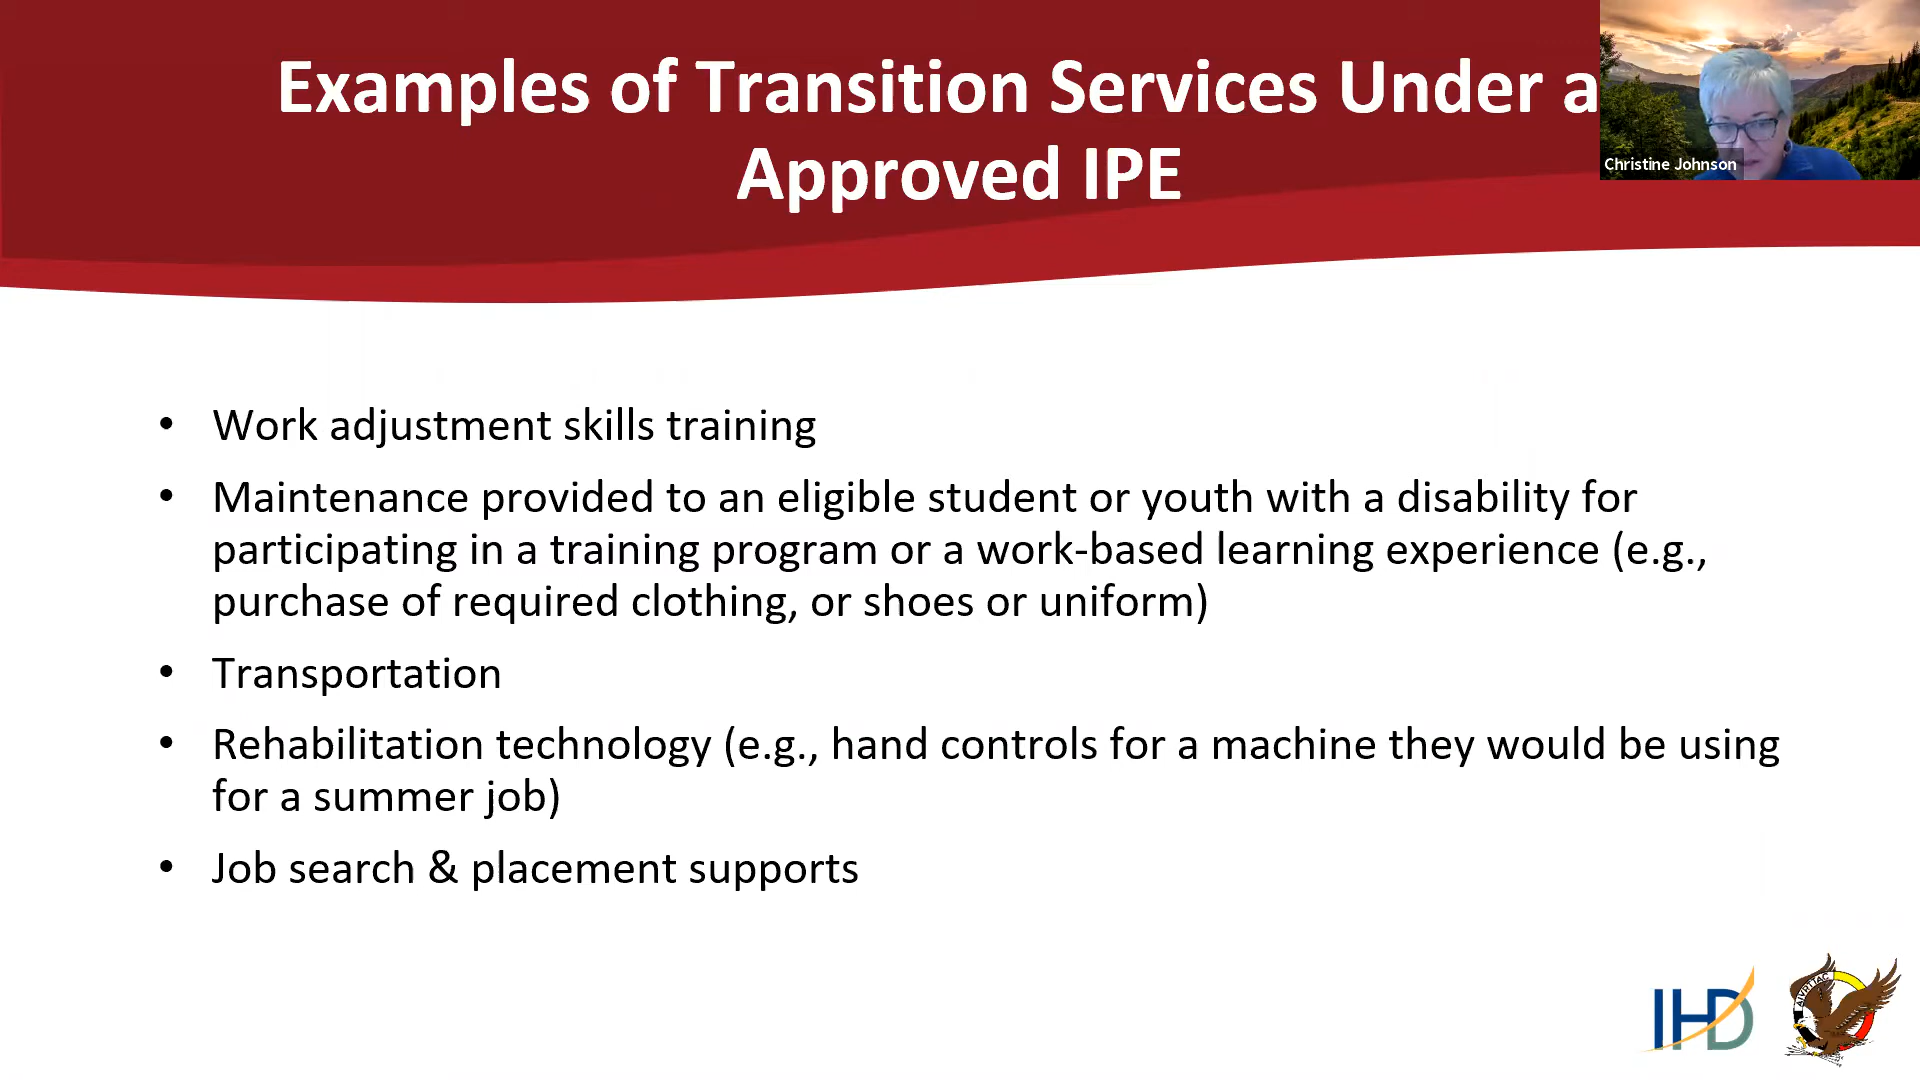 Examples of Transition Services Under a
Approved IPE
Christine Johnson
• Work adjustment skills training
• Maintenance provided to an eligible student or youth with a disability for
participating in a training program or a work-based learning experience (e.g.,
purchase of required clothing, or shoes or uniform)
• Transportation
• Rehabilitation technology (e.g., hand controls for a machine they would be using
for a summer job)
• Job search & placement supports
IHD
AIVRTTAC